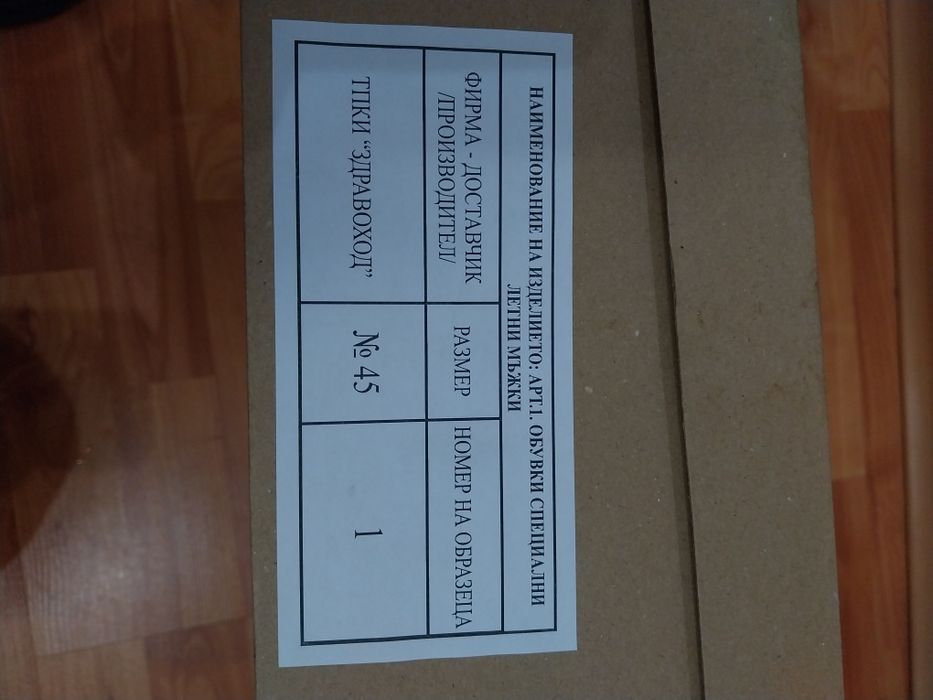 НАИМЕНОВАНИЕ НА ИЗДЕЛИЕТО: АРТ.1. ОБУВКИ СПЕЦИАЛНИ
ЛЕТНИ МЪЖКИ
ФИРМА - ДОСТАВЧИК
/ПРОИЗВОДИТЕЛ/
РАЗМЕР
НОМЕР НА ОБРАЗЕЦА
ТПКИ “ЗДРАВОХОД”
№ 45
1